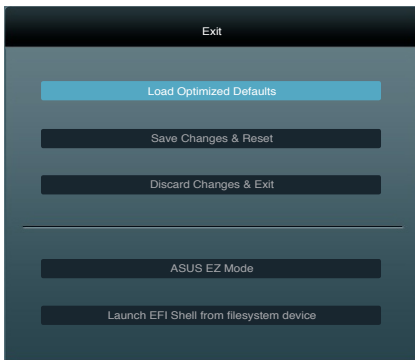 Exit
Load Optimized Defaults
Save Changes & Reset
Discard Changes & Exit
ASUS EZ Mode
Launch EFI Shell from filesystem device